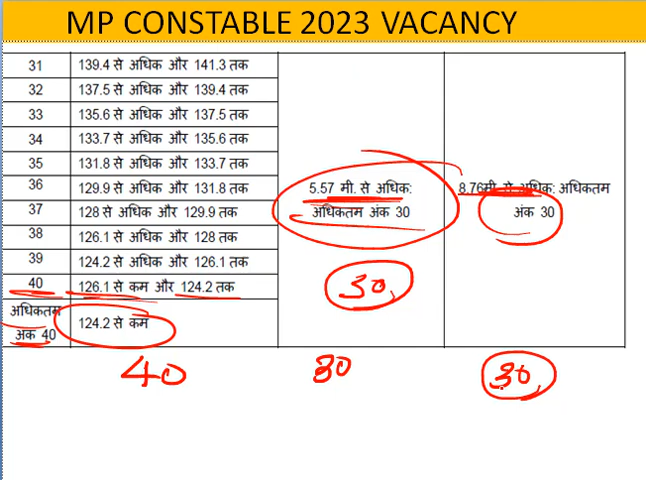 MP CONSTABLE 2023 VACANCY
31 139.4 से अधिक और 141.3 तक
32 137.5 से अधिक और 139.4 तक
33 135.6 से अधिक और 137.5 तक
34 133.7 से अधिक और 135.6 तक
35 131.8 से अधिक और 133.7 तक
36 129.9 से अधिक और 131.8 तक 5.57 मी. से अधिक: 8.76मी से अधिक: अधिकतम
37 128 से अधिक और 129.9 तक अधिकतम अंक 30 अंक 30
38 126.1 से अधिक और 128 तक
39 124.2 से अधिक और 126.1 तक
40 126.1 से कम और 124.2 तक 30,
अधिकतम
अंक 40 124.2 से कम
40 30 30,